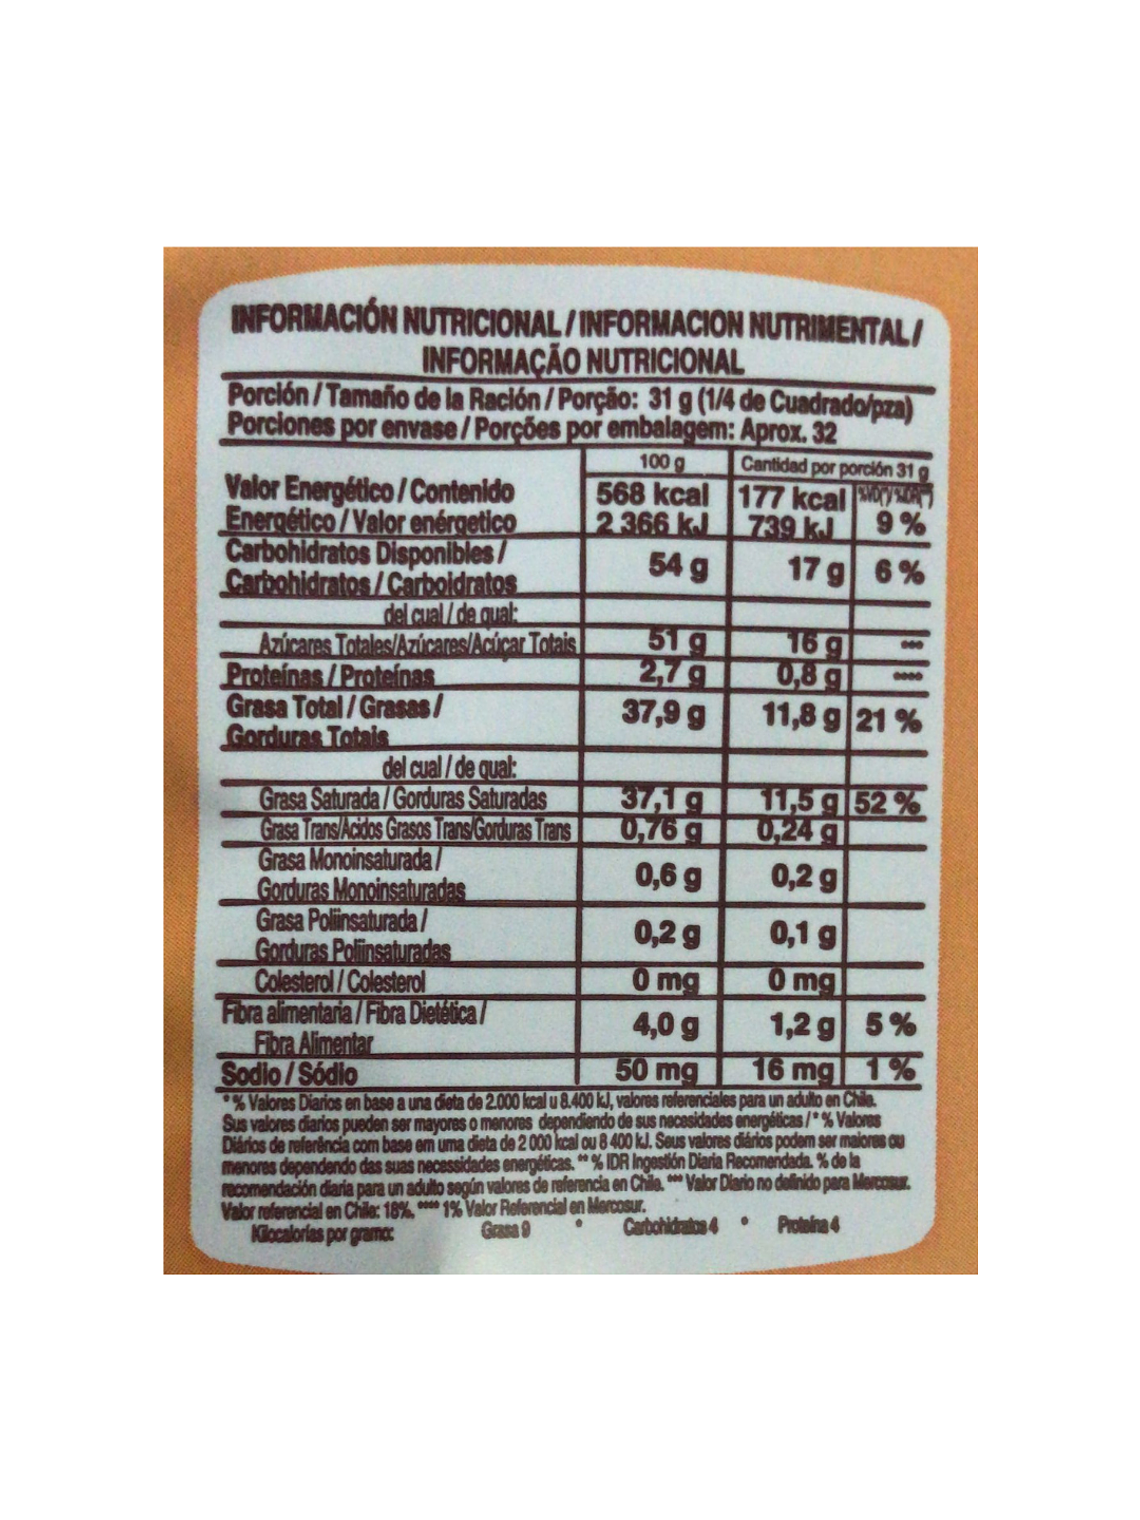 INFORMACIÓN NUTRICIONAL / INFORMACION NUTRIMENTAL /
INFORMAÇÃO NUTRICIONAL
Porción / Tamaño de la Ración / Porção: 31 g (1/4 de Cuadrado/pza)
Porciones por envase / Porções por embalagem: Aprox. 32
100 g Cantidad por porción 31 g
Valor Energético / Contenido 568 kcal 177 kcal %VD(*)/%IDR(**)
Energético / Valor enérgetico 2 366 kJ 739 kJ 9 %
Carbohidratos Disponibles /
Carbohidratos / Carboidratos 54 g 17 g 6 %
del cual / de qual:
Azúcares Totales/Azúcares/Acúçar Totais 51 g 16 g ***
Proteínas / Proteínas 2,7 g 0,8 g ****
Grasa Total / Grasas / 37,9 g 11,8 g 21 %
Gorduras Totais
del cual / de qual:
Grasa Saturada / Gorduras Saturadas 37,1 g 11,5 g 52 %
Grasa Trans/Acidos Grasos Trans/Gorduras Trans 0,76 g 0,24 g
Grasa Monoinsaturada /
Gorduras Monoinsaturadas 0,6 g 0,2 g
Grasa Poliinsaturada /
Gorduras Poliinsaturadas 0,2 g 0,1 g
Colesterol / Colesterol 0 mg 0 mg
Fibra alimentaria / Fibra Dietética /
Fibra Alimentar 4,0 g 1,2 g 5 %
Sodio / Sódio 50 mg 16 mg 1 %
*% Valores Diarios en base a una dieta de 2.000 kcal u 8.400 kJ, valores referenciales para un adulto en Chile.
Sus valores diarios pueden ser mayores o menores dependiendo de sus necesidades energéticas / *% Valores
Diários de referência com base em uma dieta de 2 000 kcal ou 8 400 kJ. Seus valores diários podem ser maiores ou
menores dependendo das suas necessidades energéticas. ** % IDR Ingestión Diaria Recomendada. % de la
recomendación diaria para un adulto según valores de referencia en Chile. *** Valor Diario no definido para Mercosur.
Valor referencial en Chile: 18%. **** 1% Valor Referencial en Mercosur.
Kilocalorías por gramo: Grasa 9 • Carbohidratos 4 • Proteína 4